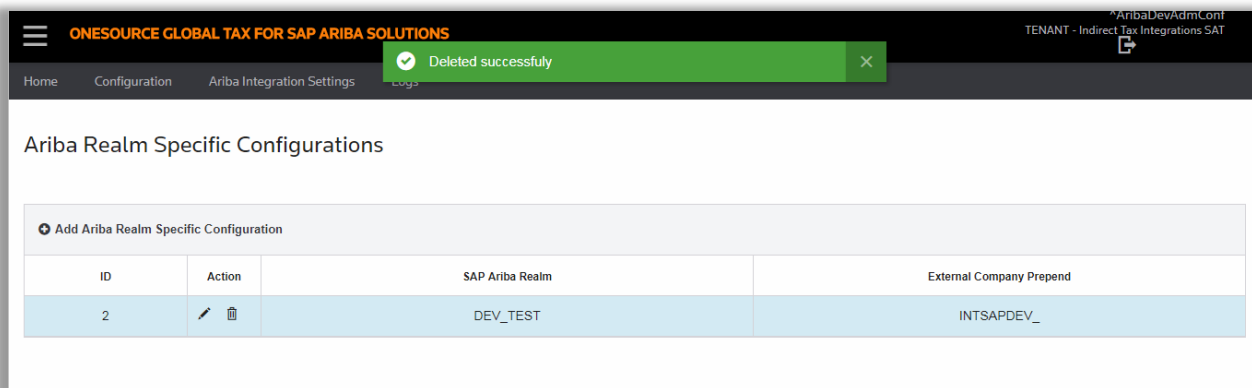 ^AribaDevAdmConf
ONESOURCE GLOBAL TAX FOR SAP ARIBA SOLUTIONS
TENANT - Indirect Tax Integrations SAT
Deleted successfuly
Home Configuration Ariba Integration Settings Logs
Ariba Realm Specific Configurations
Add Ariba Realm Specific Configuration
ID Action SAP Ariba Realm External Company Prepend
2 DEV_TEST INTSAPDEV_